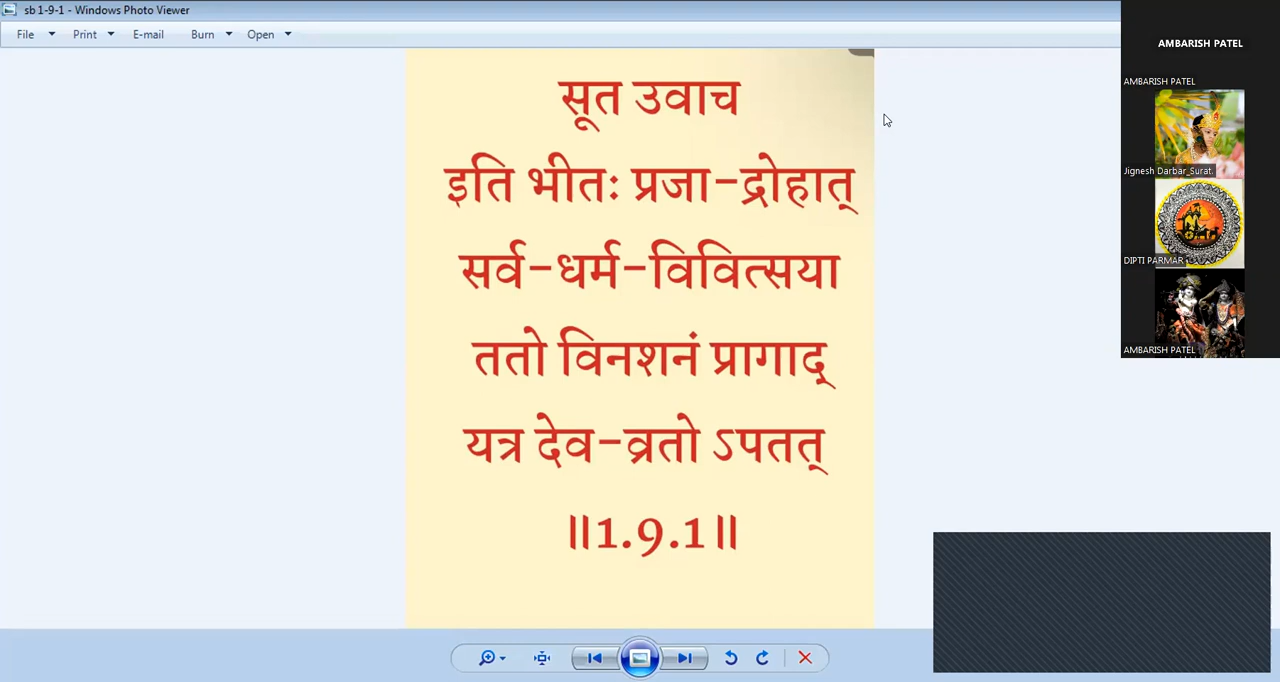 sb 1-9-1 - Windows Photo Viewer
File Print E-mail Burn Open
सूत उवाच
इति भीतः प्रजा-द्रोहात्
सर्व-धर्म-विवित्सया
ततो विनशनं प्रागाद्
यत्र देव-व्रतो ऽपतत्
॥1.9.1॥
AMBARISH PATEL
AMBARISH PATEL
Jignesh Darbar_Surat.
DIPTI PARMAR
AMBARISH PATEL